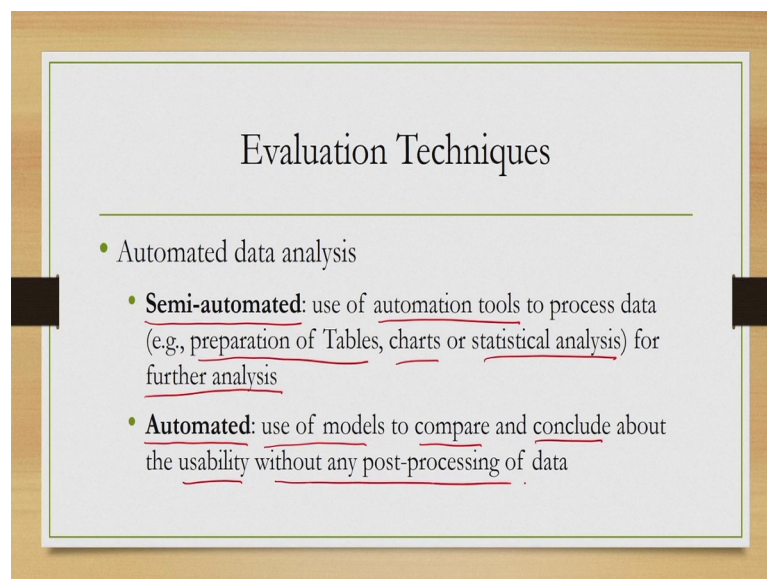 Evaluation Techniques
• Automated data analysis
• Semi-automated: use of automation tools to process data
(e.g., preparation of Tables, charts or statistical analysis) for
further analysis
• Automated: use of models to compare and conclude about
the usability without any post-processing of data